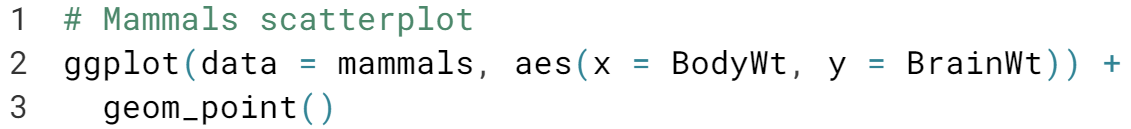 1 # Mammals scatterplot
2 ggplot(data = mammals, aes(x = BodyWt, y = BrainWt)) +
3   geom_point()